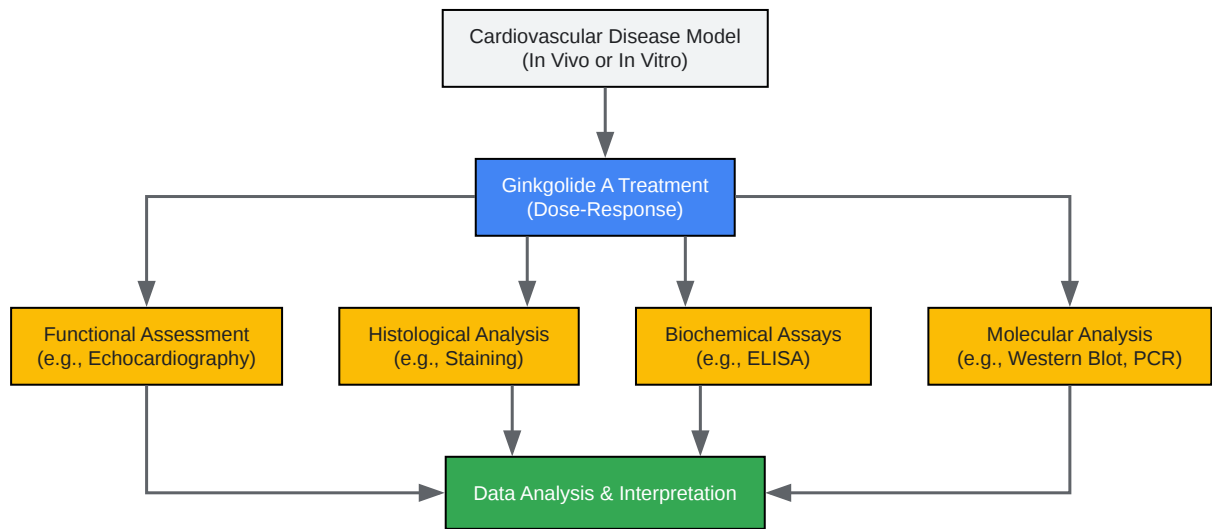 Cardiovascular Disease Model
(In Vivo or In Vitro)
Ginkgolide A Treatment
(Dose-Response)
Functional Assessment
(e.g., Echocardiography)
Histological Analysis
(e.g., Staining)
Biochemical Assays
(e.g., ELISA)
Molecular Analysis
(e.g., Western Blot, PCR)
Data Analysis & Interpretation